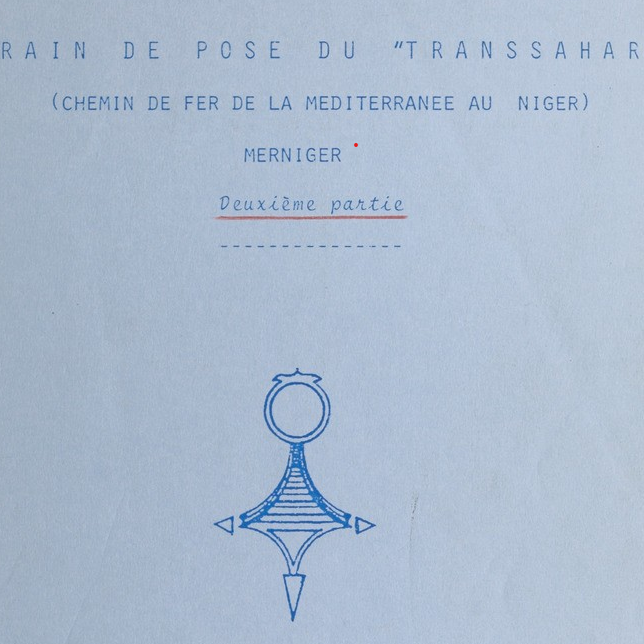 RAIN DE POSE DU "TRANSSAHAR
(CHEMIN DE FER DE LA MEDITERRANEE AU NIGER)
MERNIGER
Deuxième partie